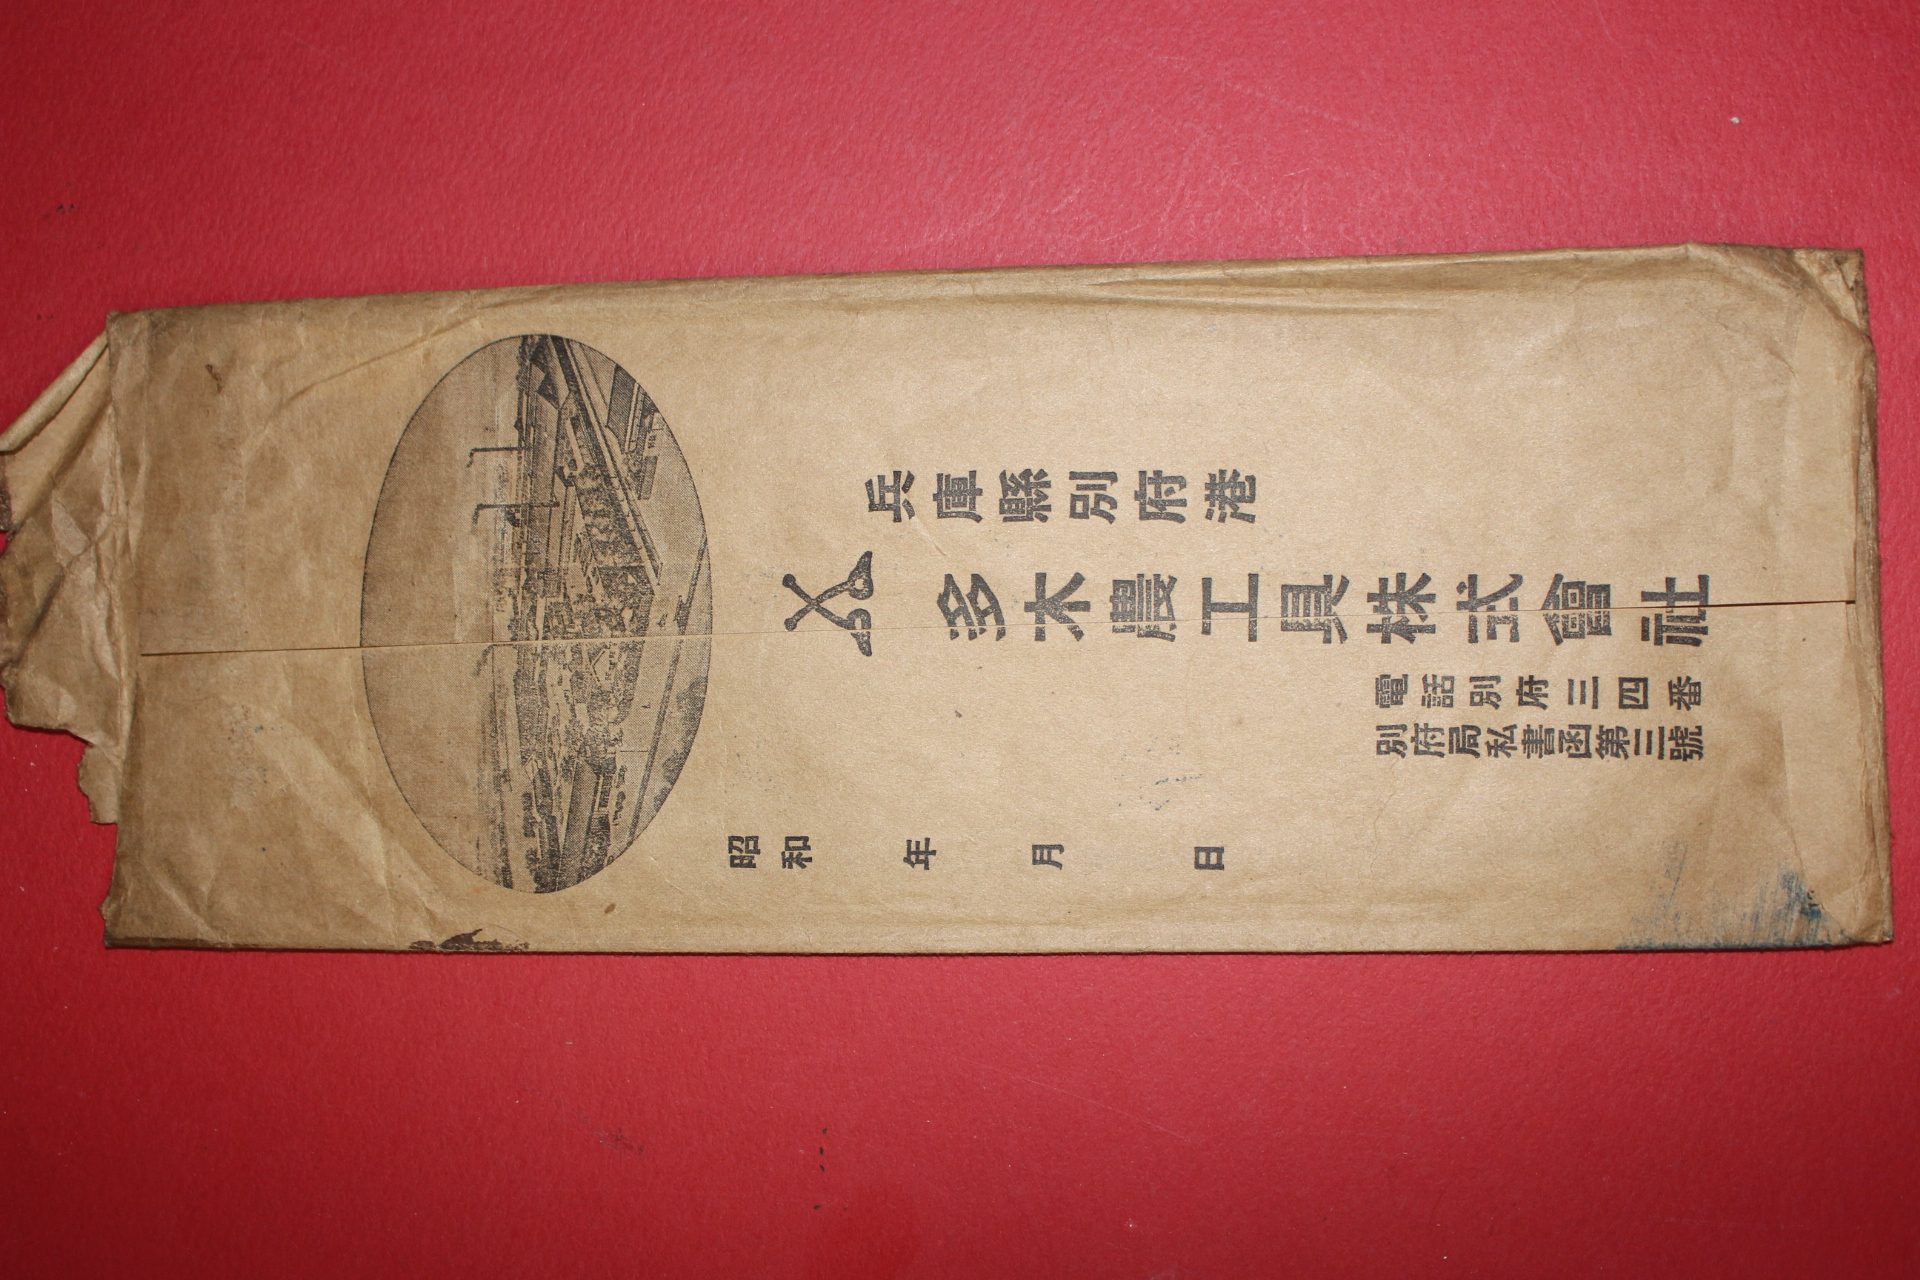 兵庫縣別府港
多木農工具株式會社
電話別府三四番
別府局私書函第三號
昭和 年 月 日